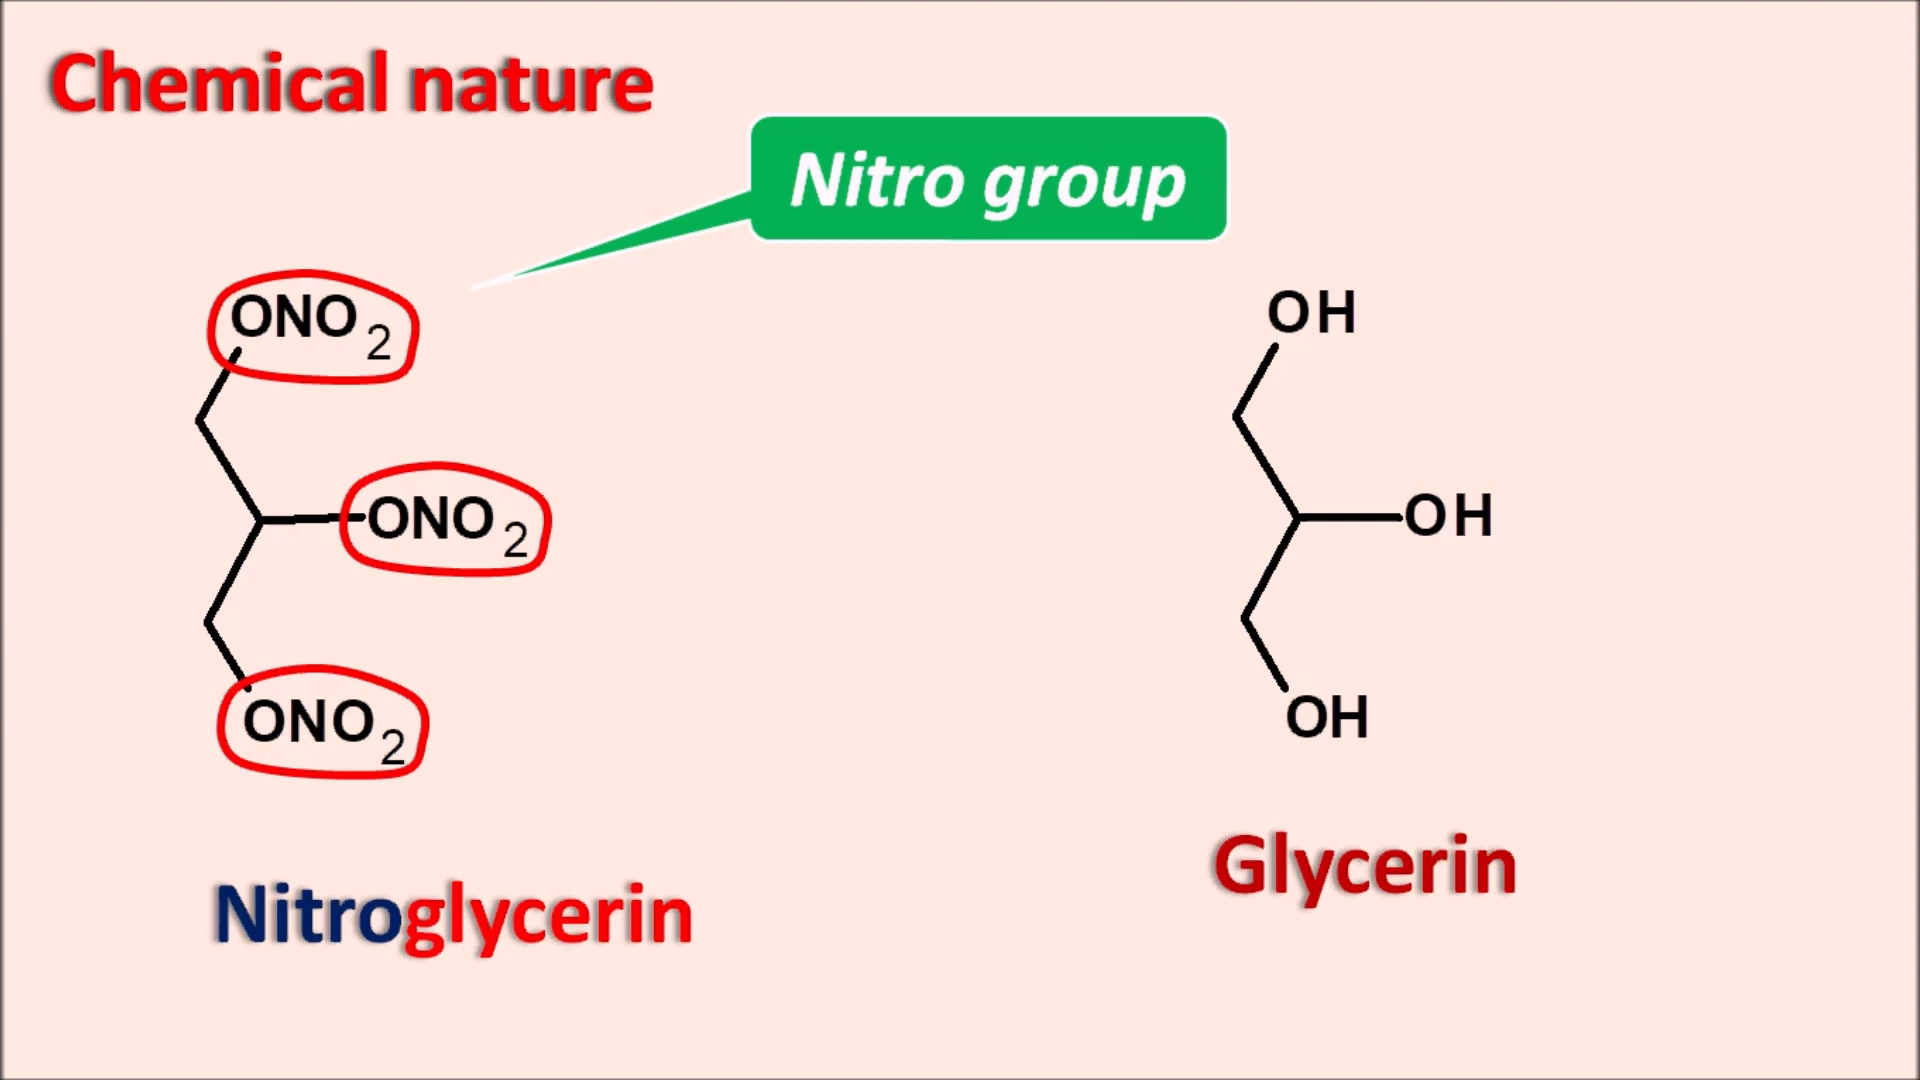 Chemical nature
Nitro group
ONO2
ONO2
ONO2
Nitroglycerin
OH
OH
OH
Glycerin